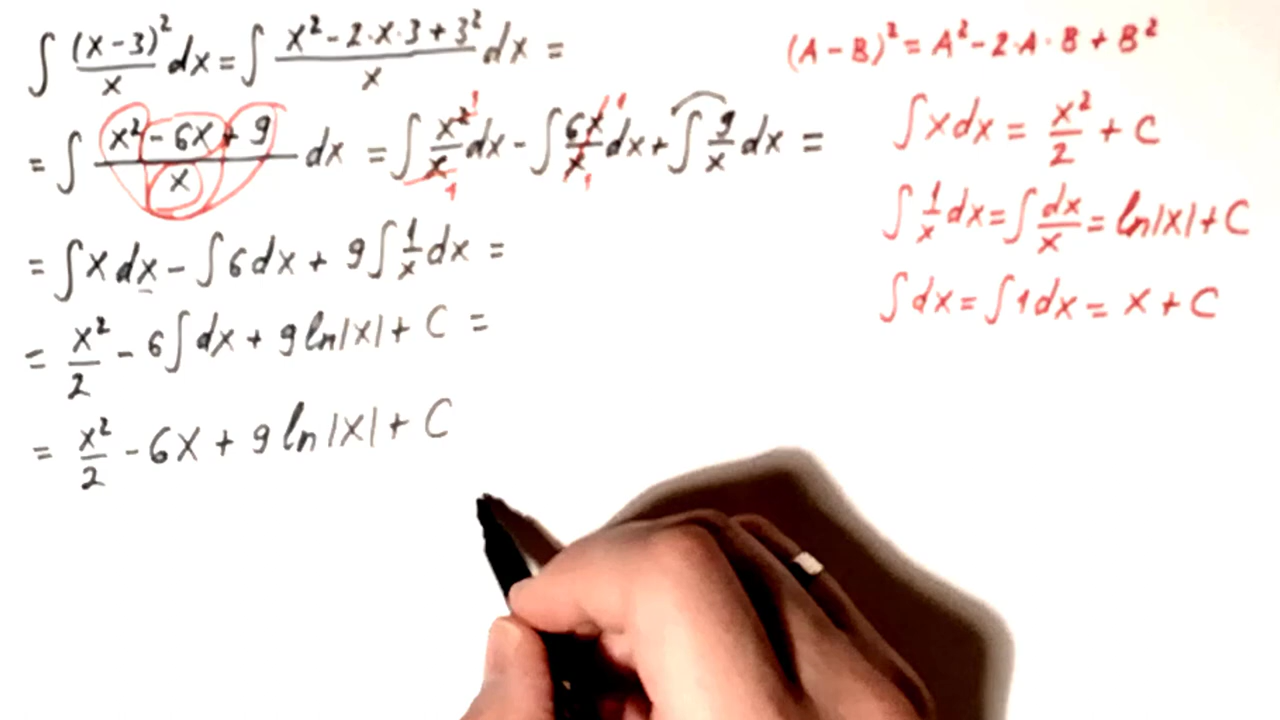 ∫ (x-3)²/x dx = ∫ (x² - 2·x·3 + 3²)/x dx =
= ∫ (x² - 6x + 9)/x dx = ∫ x²/x dx - ∫ 6x/x dx + ∫ 9/x dx =
= ∫ x dx - ∫ 6 dx + 9 ∫ 1/x dx =
= x²/2 - 6 ∫ dx + 9 ln|x| + C =
= x²/2 - 6x + 9 ln|x| + C
(A - B)² = A² - 2·A·B + B²
∫ x dx = x²/2 + C
∫ 1/x dx = ∫ dx/x = ln|x| + C
∫ dx = ∫ 1 dx = x + C